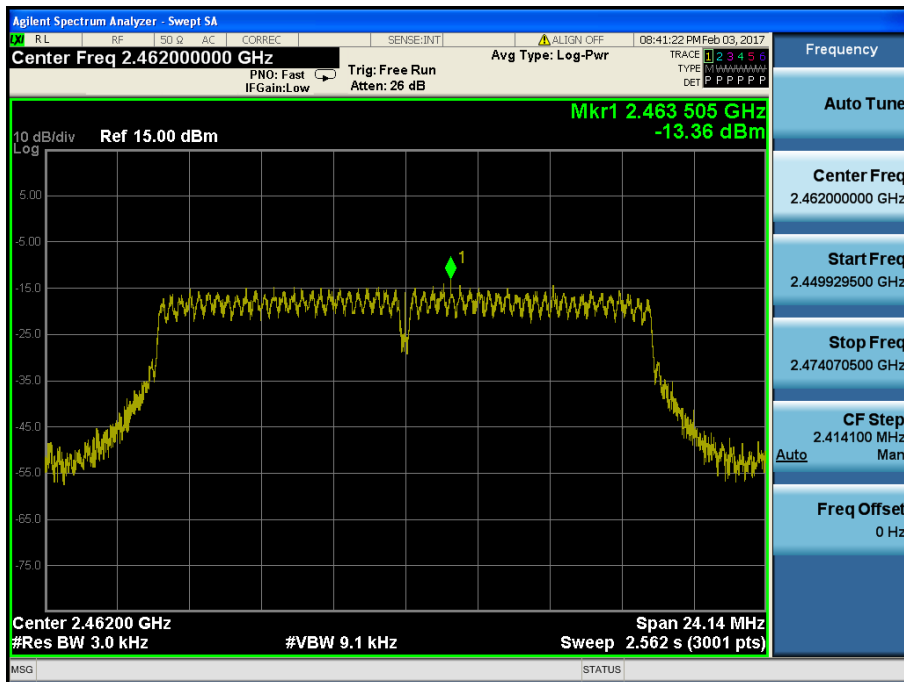 Agilent Spectrum Analyzer - Swept SA
LXI RL RF 50 Ω AC CORREC SENSE:INT ALIGN OFF 08:41:22 PM Feb 03, 2017
Center Freq 2.462000000 GHz
PNO: Fast
IFGain:Low
Trig: Free Run
Atten: 26 dB
Avg Type: Log-Pwr
TRACE 1 2 3 4 5 6
TYPE MWWWWW
DET P P P P P P
Mkr1 2.463 505 GHz
-13.36 dBm
10 dB/div Ref 15.00 dBm
Log
5.00
-5.00
-15.0
-25.0
-35.0
-45.0
-55.0
-65.0
-75.0
1
Center 2.46200 GHz Span 24.14 MHz
#Res BW 3.0 kHz #VBW 9.1 kHz Sweep 2.562 s (3001 pts)
MSG STATUS
Frequency
Auto Tune
Center Freq
2.462000000 GHz
Start Freq
2.449929500 GHz
Stop Freq
2.474070500 GHz
CF Step
2.414100 MHz
Auto Man
Freq Offset
0 Hz